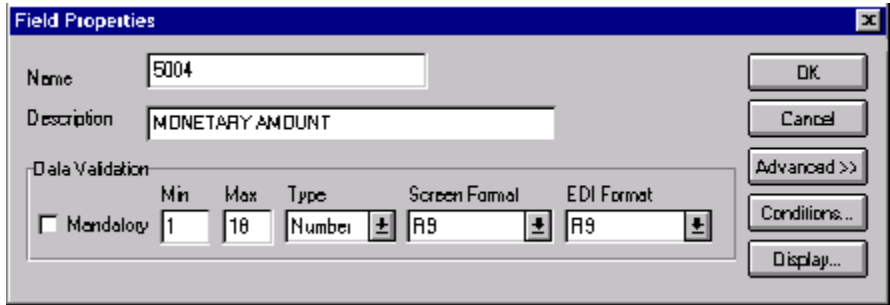 Field Properties
Name 5004 OK
Description MONETARY AMOUNT Cancel
Data Validation Advanced >>
Min Max Type Screen Format EDI Format
Mandatory 1 18 Number R9 R9 Conditions...
Display...